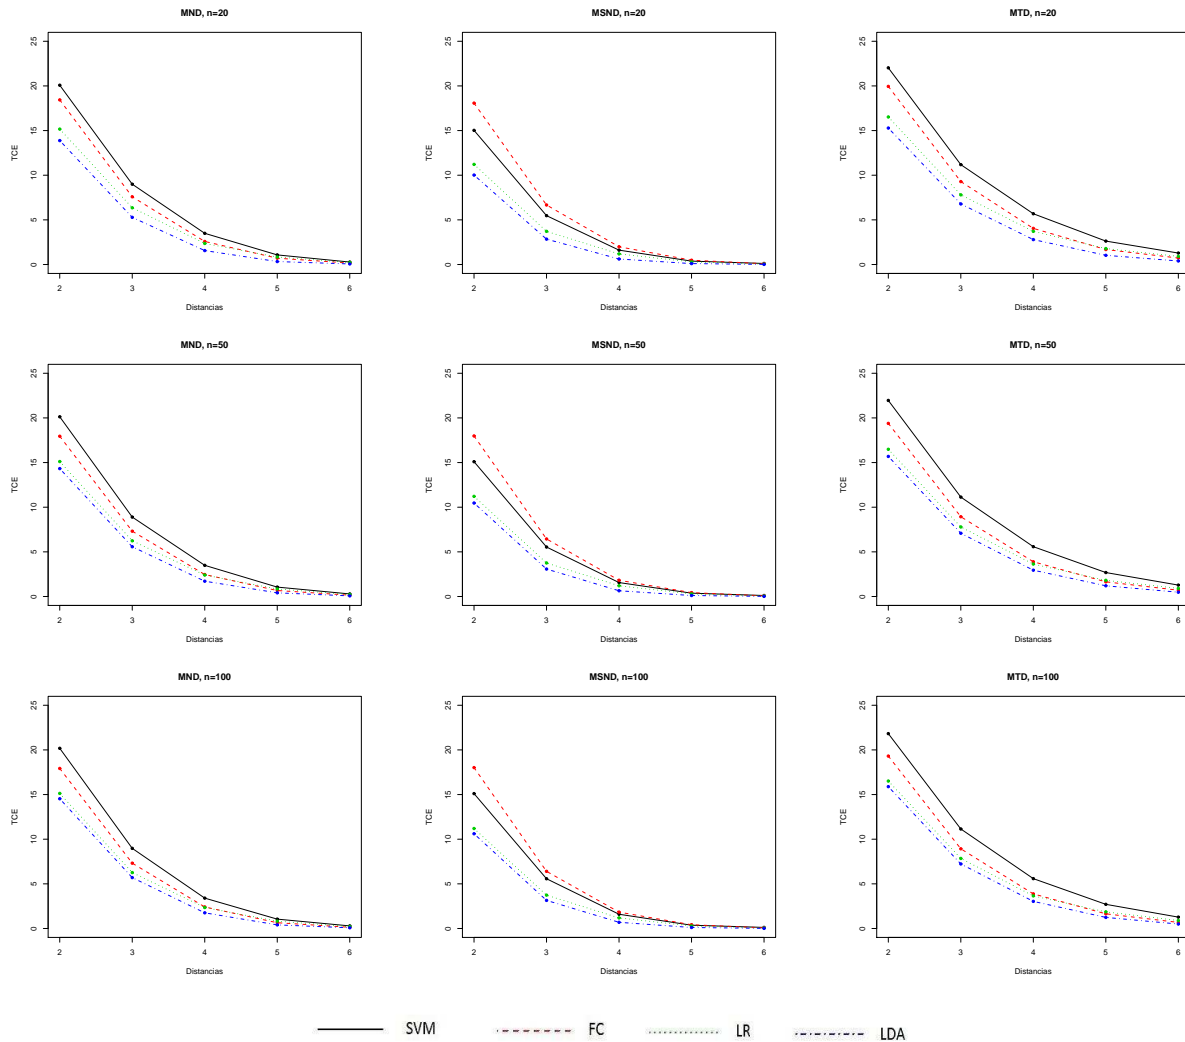 MND, n=20
MSND, n=20
MTD, n=20
TCE
0 5 10 15 20 25
2 3 4 5 6
Distancias
TCE
0 5 10 15 20 25
2 3 4 5 6
Distancias
TCE
0 5 10 15 20 25
2 3 4 5 6
Distancias
MND, n=50
MSND, n=50
MTD, n=50
TCE
0 5 10 15 20 25
2 3 4 5 6
Distancias
TCE
0 5 10 15 20 25
2 3 4 5 6
Distancias
TCE
0 5 10 15 20 25
2 3 4 5 6
Distancias
MND, n=100
MSND, n=100
MTD, n=100
TCE
0 5 10 15 20 25
2 3 4 5 6
Distancias
TCE
0 5 10 15 20 25
2 3 4 5 6
Distancias
TCE
0 5 10 15 20 25
2 3 4 5 6
Distancias
SVM FC LR LDA